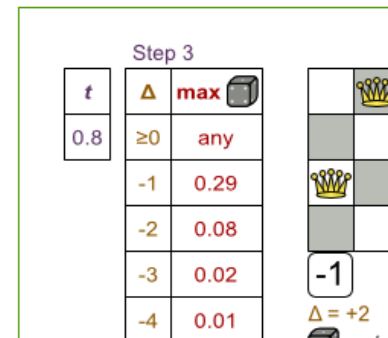 Step 3
t Δ max
0.8 ≥0 any
-1 0.29
-2 0.08
-3 0.02
-4 0.01
-1
Δ = +2